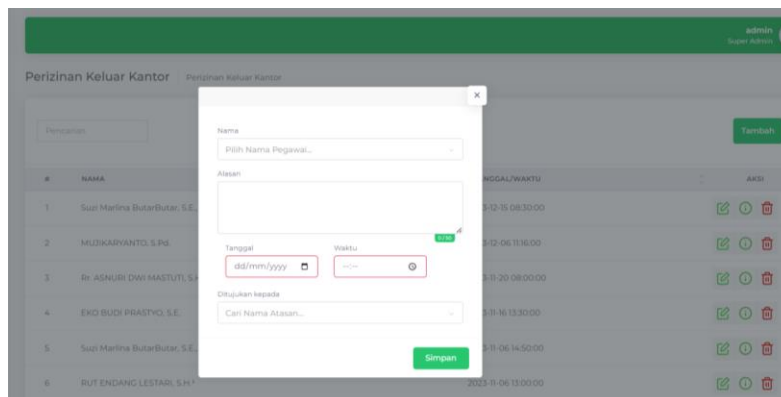 admin
Super Admin
Perizinan Keluar Kantor
Perizinan Keluar Kantor
×
Pencarian
Tambah
Nama
Pilih Nama Pegawai...
Alasan
Tanggal
Waktu
dd/mm/yyyy
--:--
Ditujukan kepada
Cari Nama Atasan...
Simpan
# NAMA NGGAL/WAKTU AKSI
1 Suzi Marlina ButarButar, S.E., 3-12-15 08:30:00
2 MUJIKARYANTO, S.Pd. 3-12-06 11:16:00
3 Rr. ASNURI DWI MASTUTI, S.H 3-11-20 08:00:00
4 EKO BUDI PRASTYO, S.E. 3-11-16 13:30:00
5 Suzi Marlina ButarButar, S.E., 3-11-06 14:50:00
6 RUT ENDANG LESTARI, S.H. 2023-11-06 13:00:00